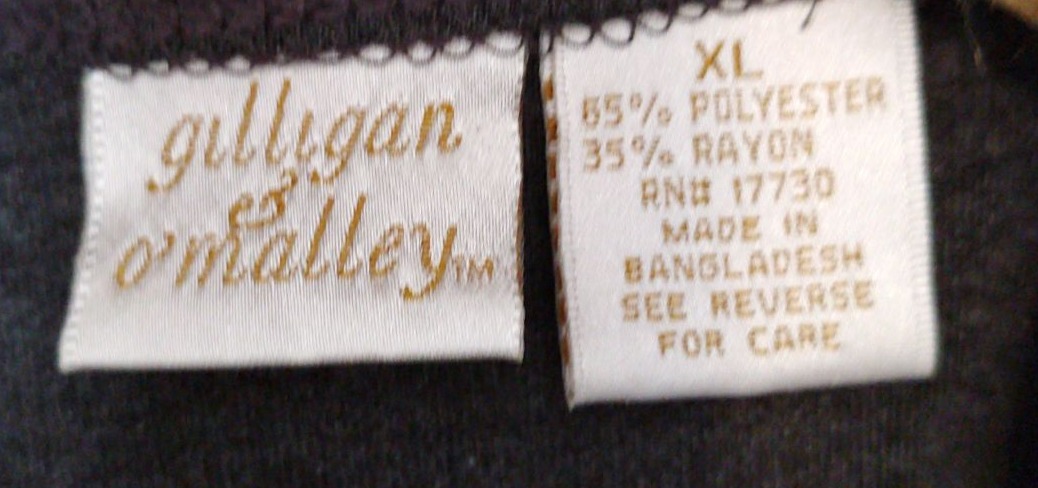 gilligan
&
o'malley™
XL
65% POLYESTER
35% RAYON
RN# 17730
MADE IN
BANGLADESH
SEE REVERSE
FOR CARE